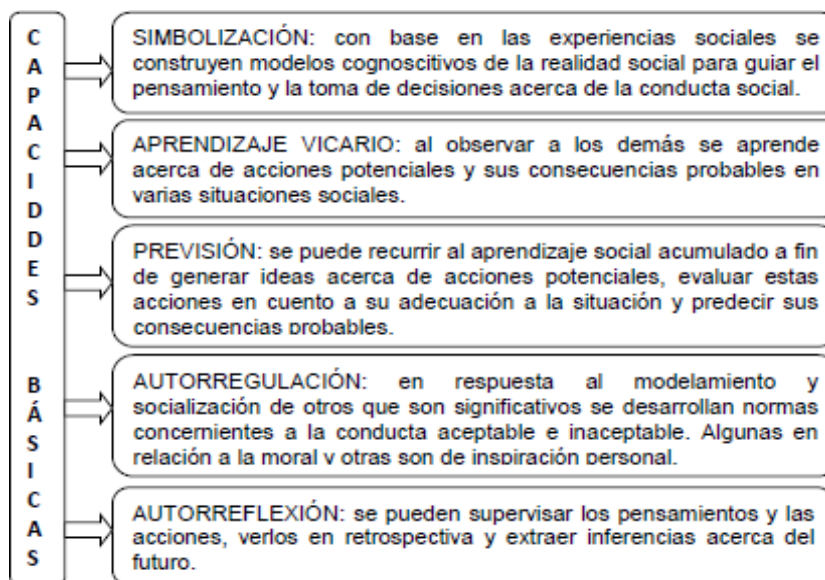 CAPACIDDES BÁSICAS
SIMBOLIZACIÓN: con base en las experiencias sociales se
construyen modelos cognoscitivos de la realidad social para guiar el
pensamiento y la toma de decisiones acerca de la conducta social.
APRENDIZAJE VICARIO: al observar a los demás se aprende
acerca de acciones potenciales y sus consecuencias probables en
varias situaciones sociales.
PREVISIÓN: se puede recurrir al aprendizaje social acumulado a fin
de generar ideas acerca de acciones potenciales, evaluar estas
acciones en cuento a su adecuación a la situación y predecir sus
consecuencias probables.
AUTORREGULACIÓN: en respuesta al modelamiento y
socialización de otros que son significativos se desarrollan normas
concernientes a la conducta aceptable e inaceptable. Algunas en
relación a la moral y otras son de inspiración personal.
AUTORREFLEXIÓN: se pueden supervisar los pensamientos y las
acciones, verlos en retrospectiva y extraer inferencias acerca del
futuro.